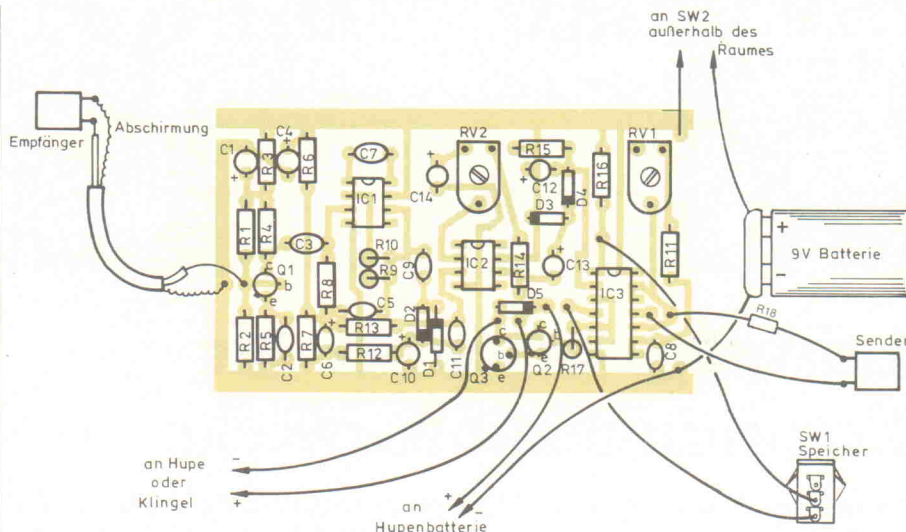 an SW2
außerhalb des
Raumes
Empfänger
Abschirmung
C1
R3
C4
R6
C7
RV2
R15
RV1
C12
D4
R16
C14
IC1
D3
R1
R4
C3
Q1
c
b
e
R8
R10
R9
C9
IC2
R14
C13
R11
9V Batterie
+
-
IC3
D5
C5
R13
D2
R18
Sender
R2
R5
C2
R7
C6
R12
C10
D1
C11
Q3
c
b
e
Q2
c
b
e
R17
C8
SW1
Speicher
an Hupe
oder
Klingel
-
+
an
Hupenbatterie
+
-